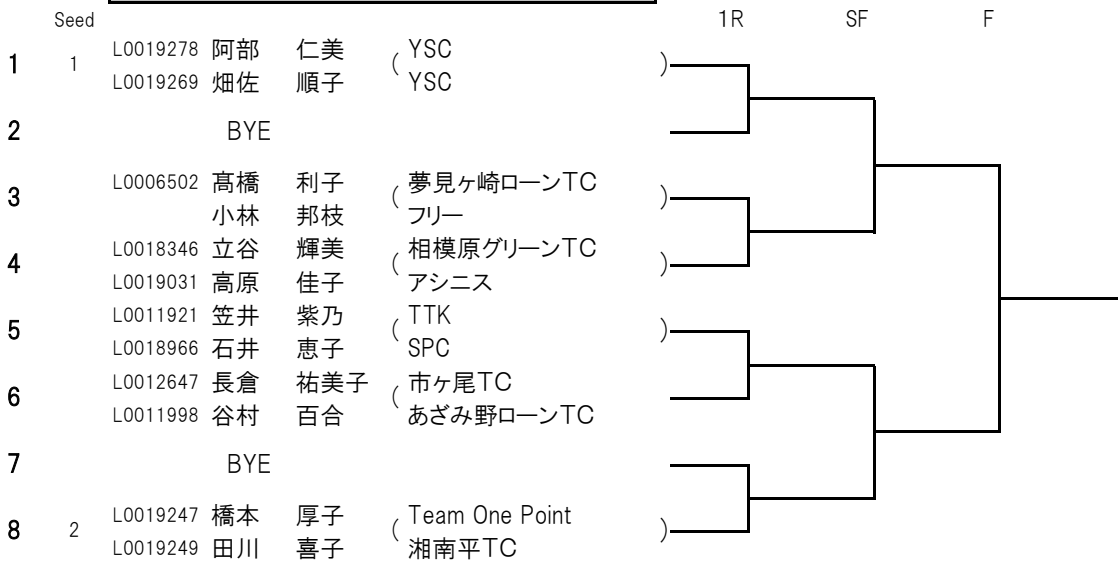 Seed 1R SF F
L0019278 阿部 仁美 YSC
1 1 ( )
L0019269 畑佐 順子 YSC
2 BYE
L0006502 髙橋 利子 夢見ヶ崎ローンTC
3 ( )
小林 邦枝 フリー
L0018346 立谷 輝美 相模原グリーンTC
4 ( )
L0019031 高原 佳子 アシニス
L0011921 笠井 紫乃 TTK
5 ( )
L0018966 石井 恵子 SPC
L0012647 長倉 祐美子 市ヶ尾TC
6 (
L0011998 谷村 百合 あざみ野ローンTC
7 BYE
L0019247 橋本 厚子 Team One Point
8 2 ( )
L0019249 田川 喜子 湘南平TC